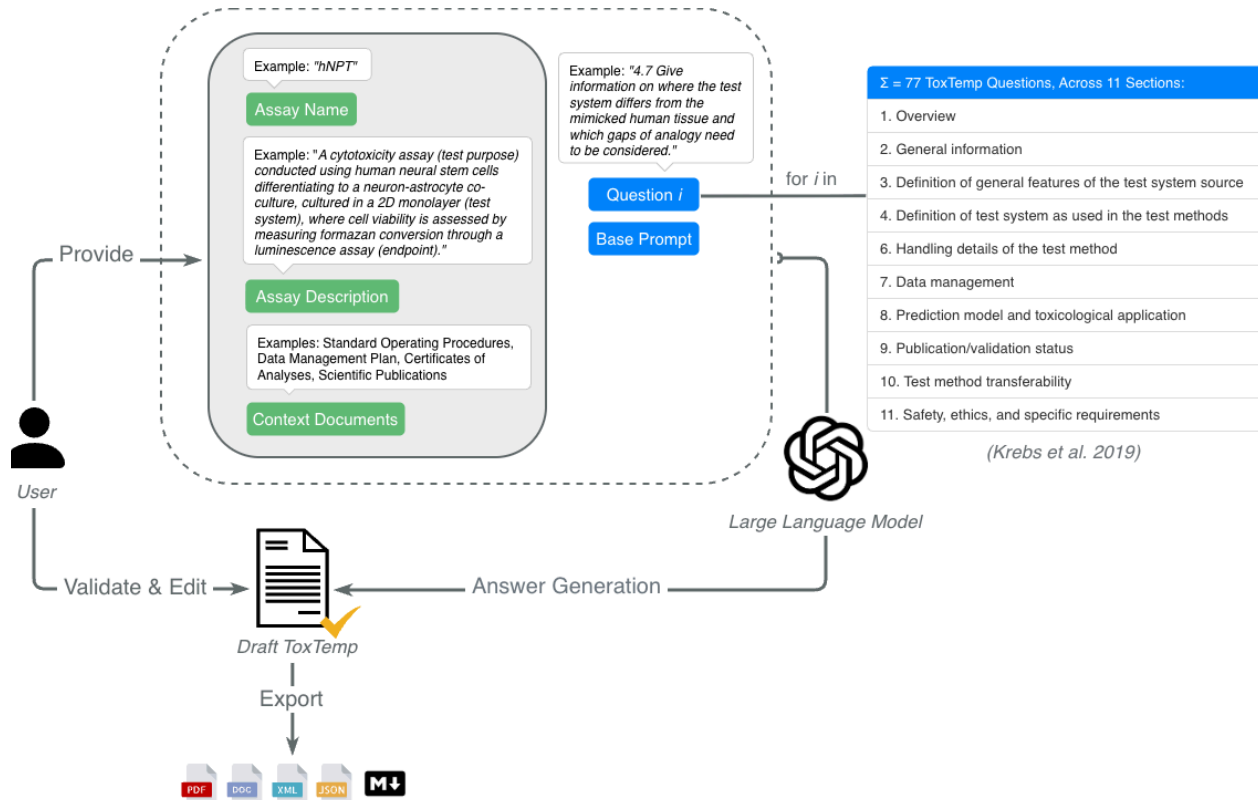 Example: "hNPT"
Assay Name
Example: "A cytotoxicity assay (test purpose)
conducted using human neural stem cells
differentiating to a neuron-astrocyte co-
culture, cultured in a 2D monolayer (test
system), where cell viability is assessed by
measuring formazan conversion through a
luminescence assay (endpoint)."
Assay Description
Examples: Standard Operating Procedures,
Data Management Plan, Certificates of
Analyses, Scientific Publications
Context Documents
Example: "4.7 Give
information on where the test
system differs from the
mimicked human tissue and
which gaps of analogy need
to be considered."
Question i
Base Prompt
for i in
Σ = 77 ToxTemp Questions, Across 11 Sections:
1. Overview
2. General information
3. Definition of general features of the test system source
4. Definition of test system as used in the test methods
6. Handling details of the test method
7. Data management
8. Prediction model and toxicological application
9. Publication/validation status
10. Test method transferability
11. Safety, ethics, and specific requirements
(Krebs et al. 2019)
Provide
User
Large Language Model
Validate & Edit
Answer Generation
Draft ToxTemp
Export
PDF
DOC
XML
JSON
M